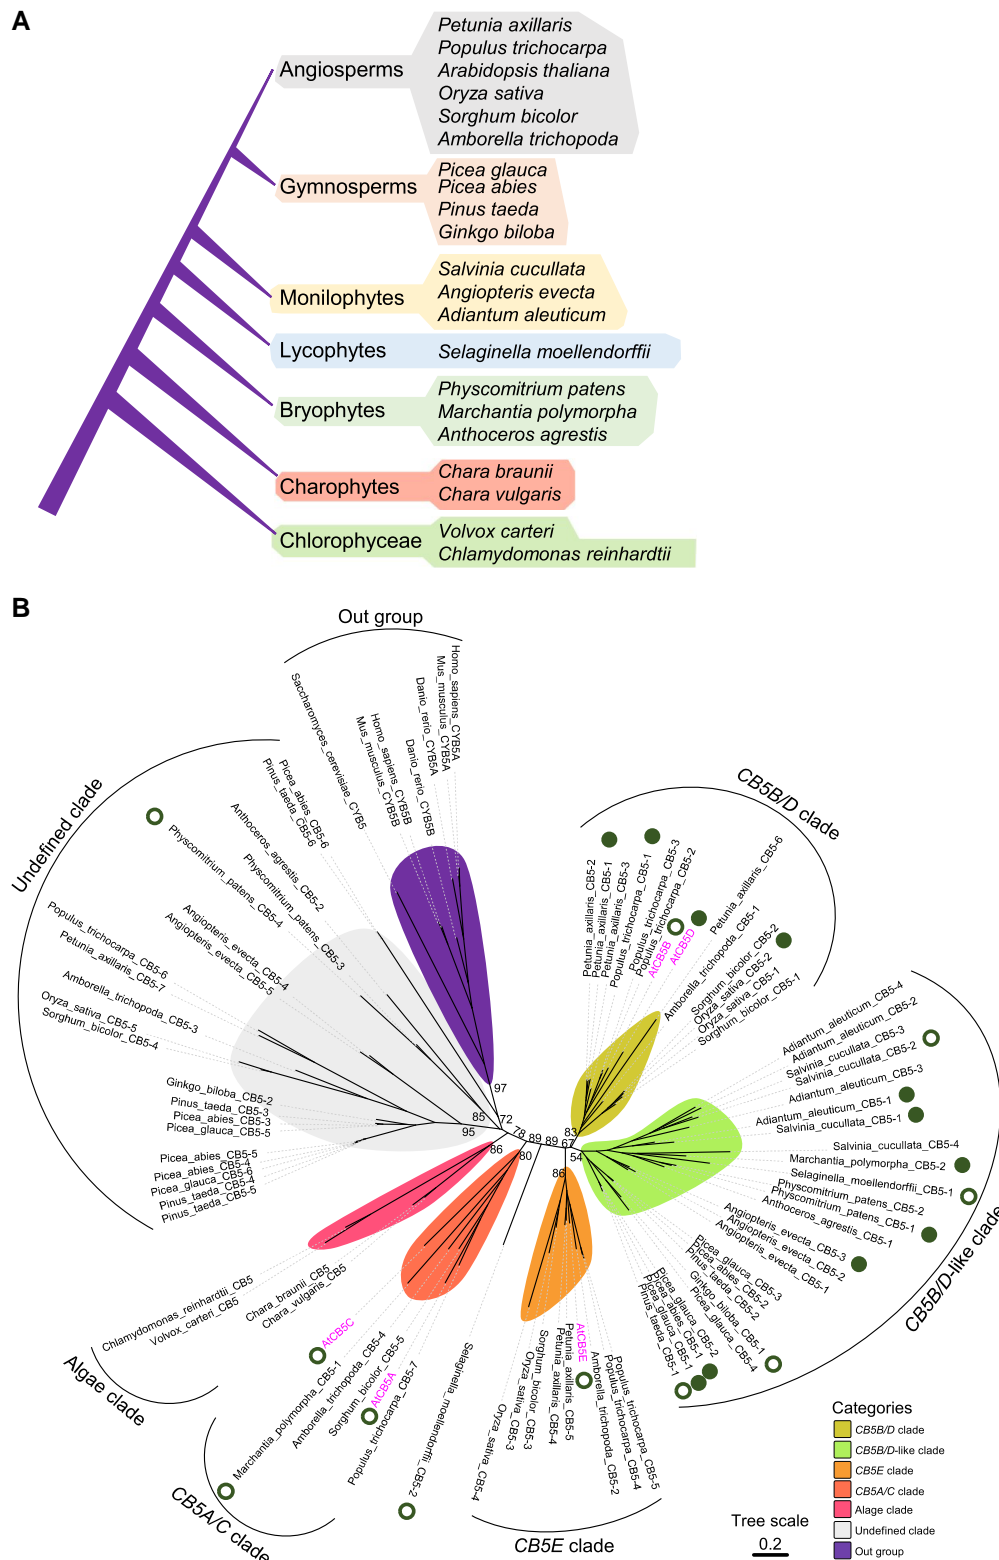 A
Angiosperms
Petunia axillaris
Populus trichocarpa
Arabidopsis thaliana
Oryza sativa
Sorghum bicolor
Amborella trichopoda
Gymnosperms
Picea glauca
Picea abies
Pinus taeda
Ginkgo biloba
Monilophytes
Salvinia cucullata
Angiopteris evecta
Adiantum aleuticum
Lycophytes
Selaginella moellendorffii
Bryophytes
Physcomitrium patens
Marchantia polymorpha
Anthoceros agrestis
Charophytes
Chara braunii
Chara vulgaris
Chlorophyceae
Volvox carteri
Chlamydomonas reinhardtii
B
Out group
Saccharomyces_cerevisiae_CYB5
Homo_sapiens_CYB5B
Mus_musculus_CYB5B
Danio_rerio_CYB5B
Danio_rerio_CYB5A
Mus_musculus_CYB5A
Homo_sapiens_CYB5A
Undefined clade
Picea_abies_CB5-6
Pinus_taeda_CB5-6
Anthoceros_agrestis_CB5-2
Physcomitrium_patens_CB5-4
Physcomitrium_patens_CB5-3
Angiopteris_evecta_CB5-4
Angiopteris_evecta_CB5-5
Populus_trichocarpa_CB5-6
Petunia_axillaris_CB5-7
Amborella_trichopoda_CB5-3
Oryza_sativa_CB5-5
Sorghum_bicolor_CB5-4
Ginkgo_biloba_CB5-2
Pinus_taeda_CB5-3
Picea_abies_CB5-3
Picea_glauca_CB5-5
Picea_abies_CB5-5
Picea_abies_CB5-4
Picea_glauca_CB5-6
Pinus_taeda_CB5-4
Pinus_taeda_CB5-5
CB5B/D clade
Petunia_axillaris_CB5-2
Petunia_axillaris_CB5-1
Petunia_axillaris_CB5-3
Populus_trichocarpa_CB5-1
Populus_trichocarpa_CB5-3
Populus_trichocarpa_CB5-2
AtCB5B
AtCB5D
Petunia_axillaris_CB5-6
Amborella_trichopoda_CB5-1
Sorghum_bicolor_CB5-2
Oryza_sativa_CB5-2
Oryza_sativa_CB5-1
Sorghum_bicolor_CB5-1
CB5B/D-like clade
Adiantum_aleuticum_CB5-4
Adiantum_aleuticum_CB5-2
Salvinia_cucullata_CB5-3
Salvinia_cucullata_CB5-2
Adiantum_aleuticum_CB5-3
Adiantum_aleuticum_CB5-1
Salvinia_cucullata_CB5-1
Salvinia_cucullata_CB5-4
Marchantia_polymorpha_CB5-2
Selaginella_moellendorffii_CB5-1
Physcomitrium_patens_CB5-2
Physcomitrium_patens_CB5-1
Anthoceros_agrestis_CB5-1
Angiopteris_evecta_CB5-3
Angiopteris_evecta_CB5-2
Angiopteris_evecta_CB5-1
Picea_glauca_CB5-3
Picea_abies_CB5-2
Pinus_taeda_CB5-2
Ginkgo_biloba_CB5-1
Picea_glauca_CB5-4
Picea_glauca_CB5-2
Picea_abies_CB5-1
Picea_glauca_CB5-1
Pinus_taeda_CB5-1
97
85
95
72
78
89
89
67
83
54
86
80
86
Algae clade
Chlamydomonas_reinhardtii_CB5
Volvox_carteri_CB5
Chara_braunii_CB5
Chara_vulgaris_CB5
CB5A/C clade
AtCB5C
Marchantia_polymorpha_CB5-1
Amborella_trichopoda_CB5-4
Sorghum_bicolor_CB5-5
AtCB5A
Populus_trichocarpa_CB5-7
Selaginella_moellendorffii_CB5-2
CB5E clade
Oryza_sativa_CB5-4
Oryza_sativa_CB5-3
Sorghum_bicolor_CB5-3
Petunia_axillaris_CB5-4
Petunia_axillaris_CB5-5
AtCB5E
Amborella_trichopoda_CB5-2
Populus_trichocarpa_CB5-4
Populus_trichocarpa_CB5-5
Tree scale
0.2
Categories
CB5B/D clade
CB5B/D-like clade
CB5E clade
CB5A/C clade
Alage clade
Undefined clade
Out group